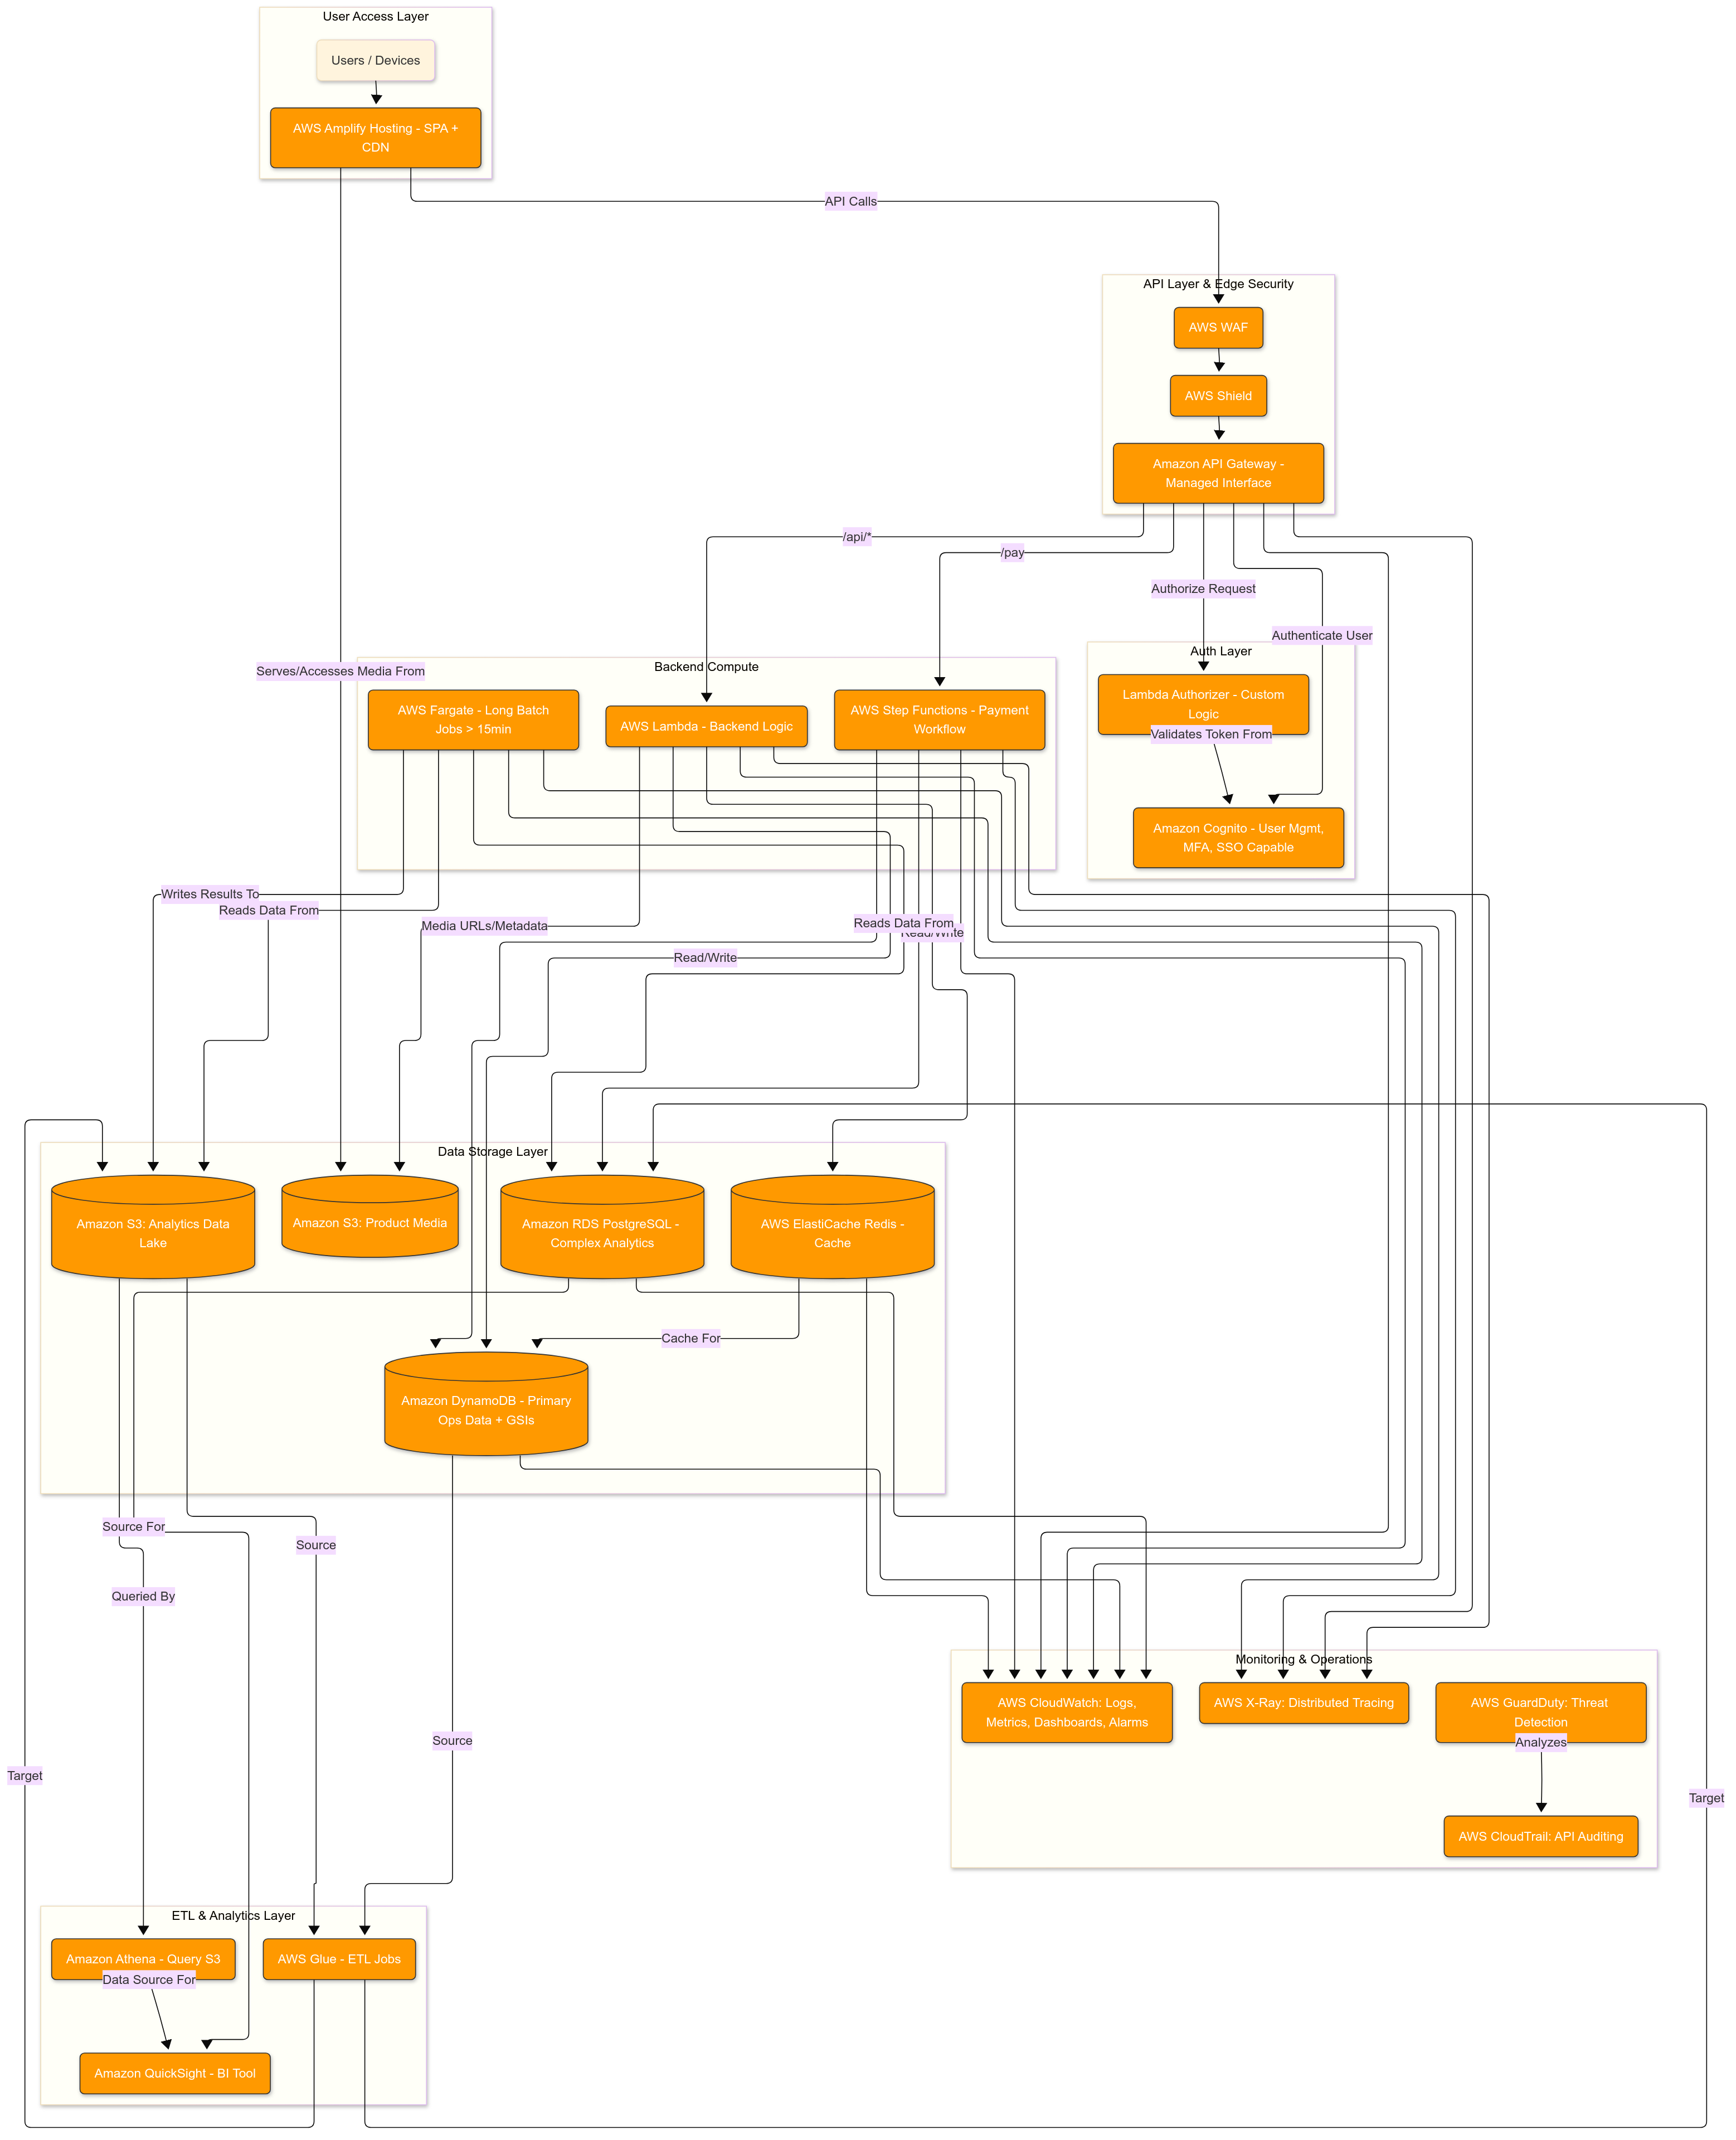 User Access Layer
Users / Devices
AWS Amplify Hosting - SPA +
CDN
API Calls
API Layer & Edge Security
AWS WAF
AWS Shield
Amazon API Gateway -
Managed Interface
/api/*
/pay
Authorize Request
Authenticate User
Serves/Accesses Media From
Backend Compute
AWS Fargate - Long Batch
Jobs > 15min
AWS Lambda - Backend Logic
AWS Step Functions - Payment
Workflow
Auth Layer
Lambda Authorizer - Custom
Logic
Validates Token From
Amazon Cognito - User Mgmt,
MFA, SSO Capable
Writes Results To
Reads Data From
Media URLs/Metadata
Reads Data From
Read/Write
Read/Write
Data Storage Layer
Amazon S3: Analytics Data
Lake
Amazon S3: Product Media
Amazon RDS PostgreSQL -
Complex Analytics
AWS ElastiCache Redis -
Cache
Cache For
Amazon DynamoDB - Primary
Ops Data + GSIs
Source For
Source
Queried By
Source
Target
Target
Monitoring & Operations
AWS CloudWatch: Logs,
Metrics, Dashboards, Alarms
AWS X-Ray: Distributed Tracing
AWS GuardDuty: Threat
Detection
Analyzes
AWS CloudTrail: API Auditing
ETL & Analytics Layer
Amazon Athena - Query S3
AWS Glue - ETL Jobs
Data Source For
Amazon QuickSight - BI Tool